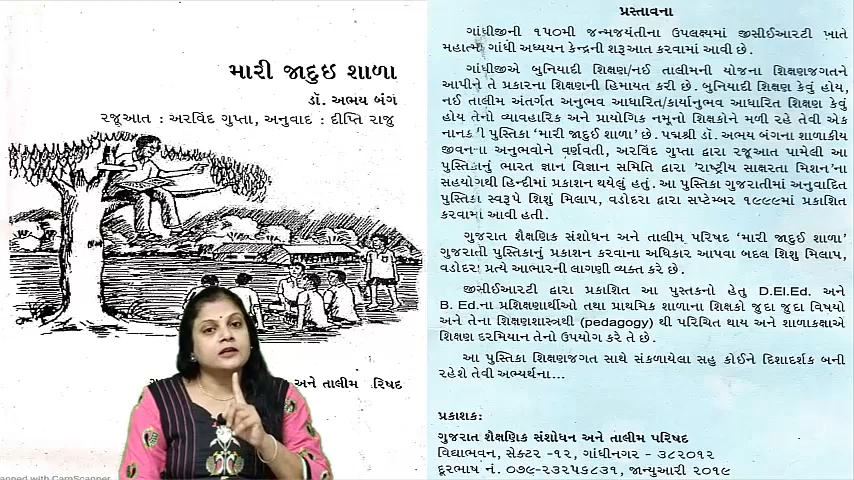 મારી જાદુઇ શાળા
ડૉ. અભય બંગ
રજૂઆત : અરવિંદ ગુપ્તા, અનુવાદ : દીપ્તિ રાજુ
અને તાલીમ
પ્રસ્તાવના
ગાંધીજીની ૧૫૦મી જન્મજયંતીના ઉપલક્ષ્યમાં જીસીઈઆરટી ખાતે
મહાત્મા ગાંધી અધ્યયન કેન્દ્રની શરૂઆત કરવામાં આવી છે.
ગાંધીજીએ બુનિયાદી શિક્ષણ/નઈ તાલીમની યોજના શિક્ષણજગતને
આપીને તે પ્રકારના શિક્ષણની હિમાયત કરી છે. બુનિયાદી શિક્ષણ કેવું હોય,
નઈ તાલીમ અંતર્ગત અનુભવ આધારિત/કાર્યાનુભવ આધારિત શિક્ષણ કેવું
હોય તેનો વ્યાવહારિક અને પ્રાયોગિક નમૂનો શિક્ષકોને મળી રહે તેવી એક
નાનકડી પુસ્તિકા 'મારી જાદુઈ શાળા' છે. પદ્મશ્રી ડૉ. અભય બંગના શાળાકીય
જીવનના અનુભવોને વર્ણવતી, અરવિંદ ગુપ્તા દ્વારા રજૂઆત પામેલી આ
પુસ્તિકાનું ભારત જ્ઞાન વિજ્ઞાન સમિતિ દ્વારા 'રાષ્ટ્રીય સાક્ષરતા મિશન'ના
સહયોગથી હિન્દીમાં પ્રકાશન થયેલું હતું. આ પુસ્તિકા ગુજરાતીમાં અનુવાદિત
પુસ્તિકા સ્વરૂપે શિશુ મિલાપ, વડોદરા દ્વારા સપ્ટેમ્બર ૧૯૯૯માં પ્રકાશિત
કરવામાં આવી હતી.
ગુજરાત શૈક્ષણિક સંશોધન અને તાલીમ પરિષદ 'મારી જાદુઈ શાળા'
ગુજરાતી પુસ્તિકાનું પ્રકાશન કરવાના અધિકાર આપવા બદલ શિશુ મિલાપ,
વડોદરા પ્રત્યે આભારની લાગણી વ્યક્ત કરે છે.
જીસીઈઆરટી દ્વારા પ્રકાશિત આ પુસ્તકનો હેતુ D.El.Ed. અને
B. Ed.ના પ્રશિક્ષણાર્થીઓ તથા પ્રાથમિક શાળાના શિક્ષકો જુદા જુદા વિષયો
અને તેના શિક્ષણશાસ્ત્રથી (pedagogy) થી પરિચિત થાય અને શાળાકક્ષાએ
શિક્ષણ દરમિયાન તેનો ઉપયોગ કરે તે છે.
આ પુસ્તિકા શિક્ષણજગત સાથે સંકળાયેલા સહુ કોઈને દિશાદર્શક બની
રહેશે તેવી અભ્યર્થના...
પ્રકાશક:
ગુજરાત શૈક્ષણિક સંશોધન અને તાલીમ પરિષદ
વિદ્યાભવન, સેક્ટર -૧૨, ગાંધીનગર - ૩૮૨૦૧૨
દૂરભાષ નં. ૦૭૯-૨૩૨૫૬૮૩૧, જાન્યુઆરી ૨૦૧૯
with CamScanner